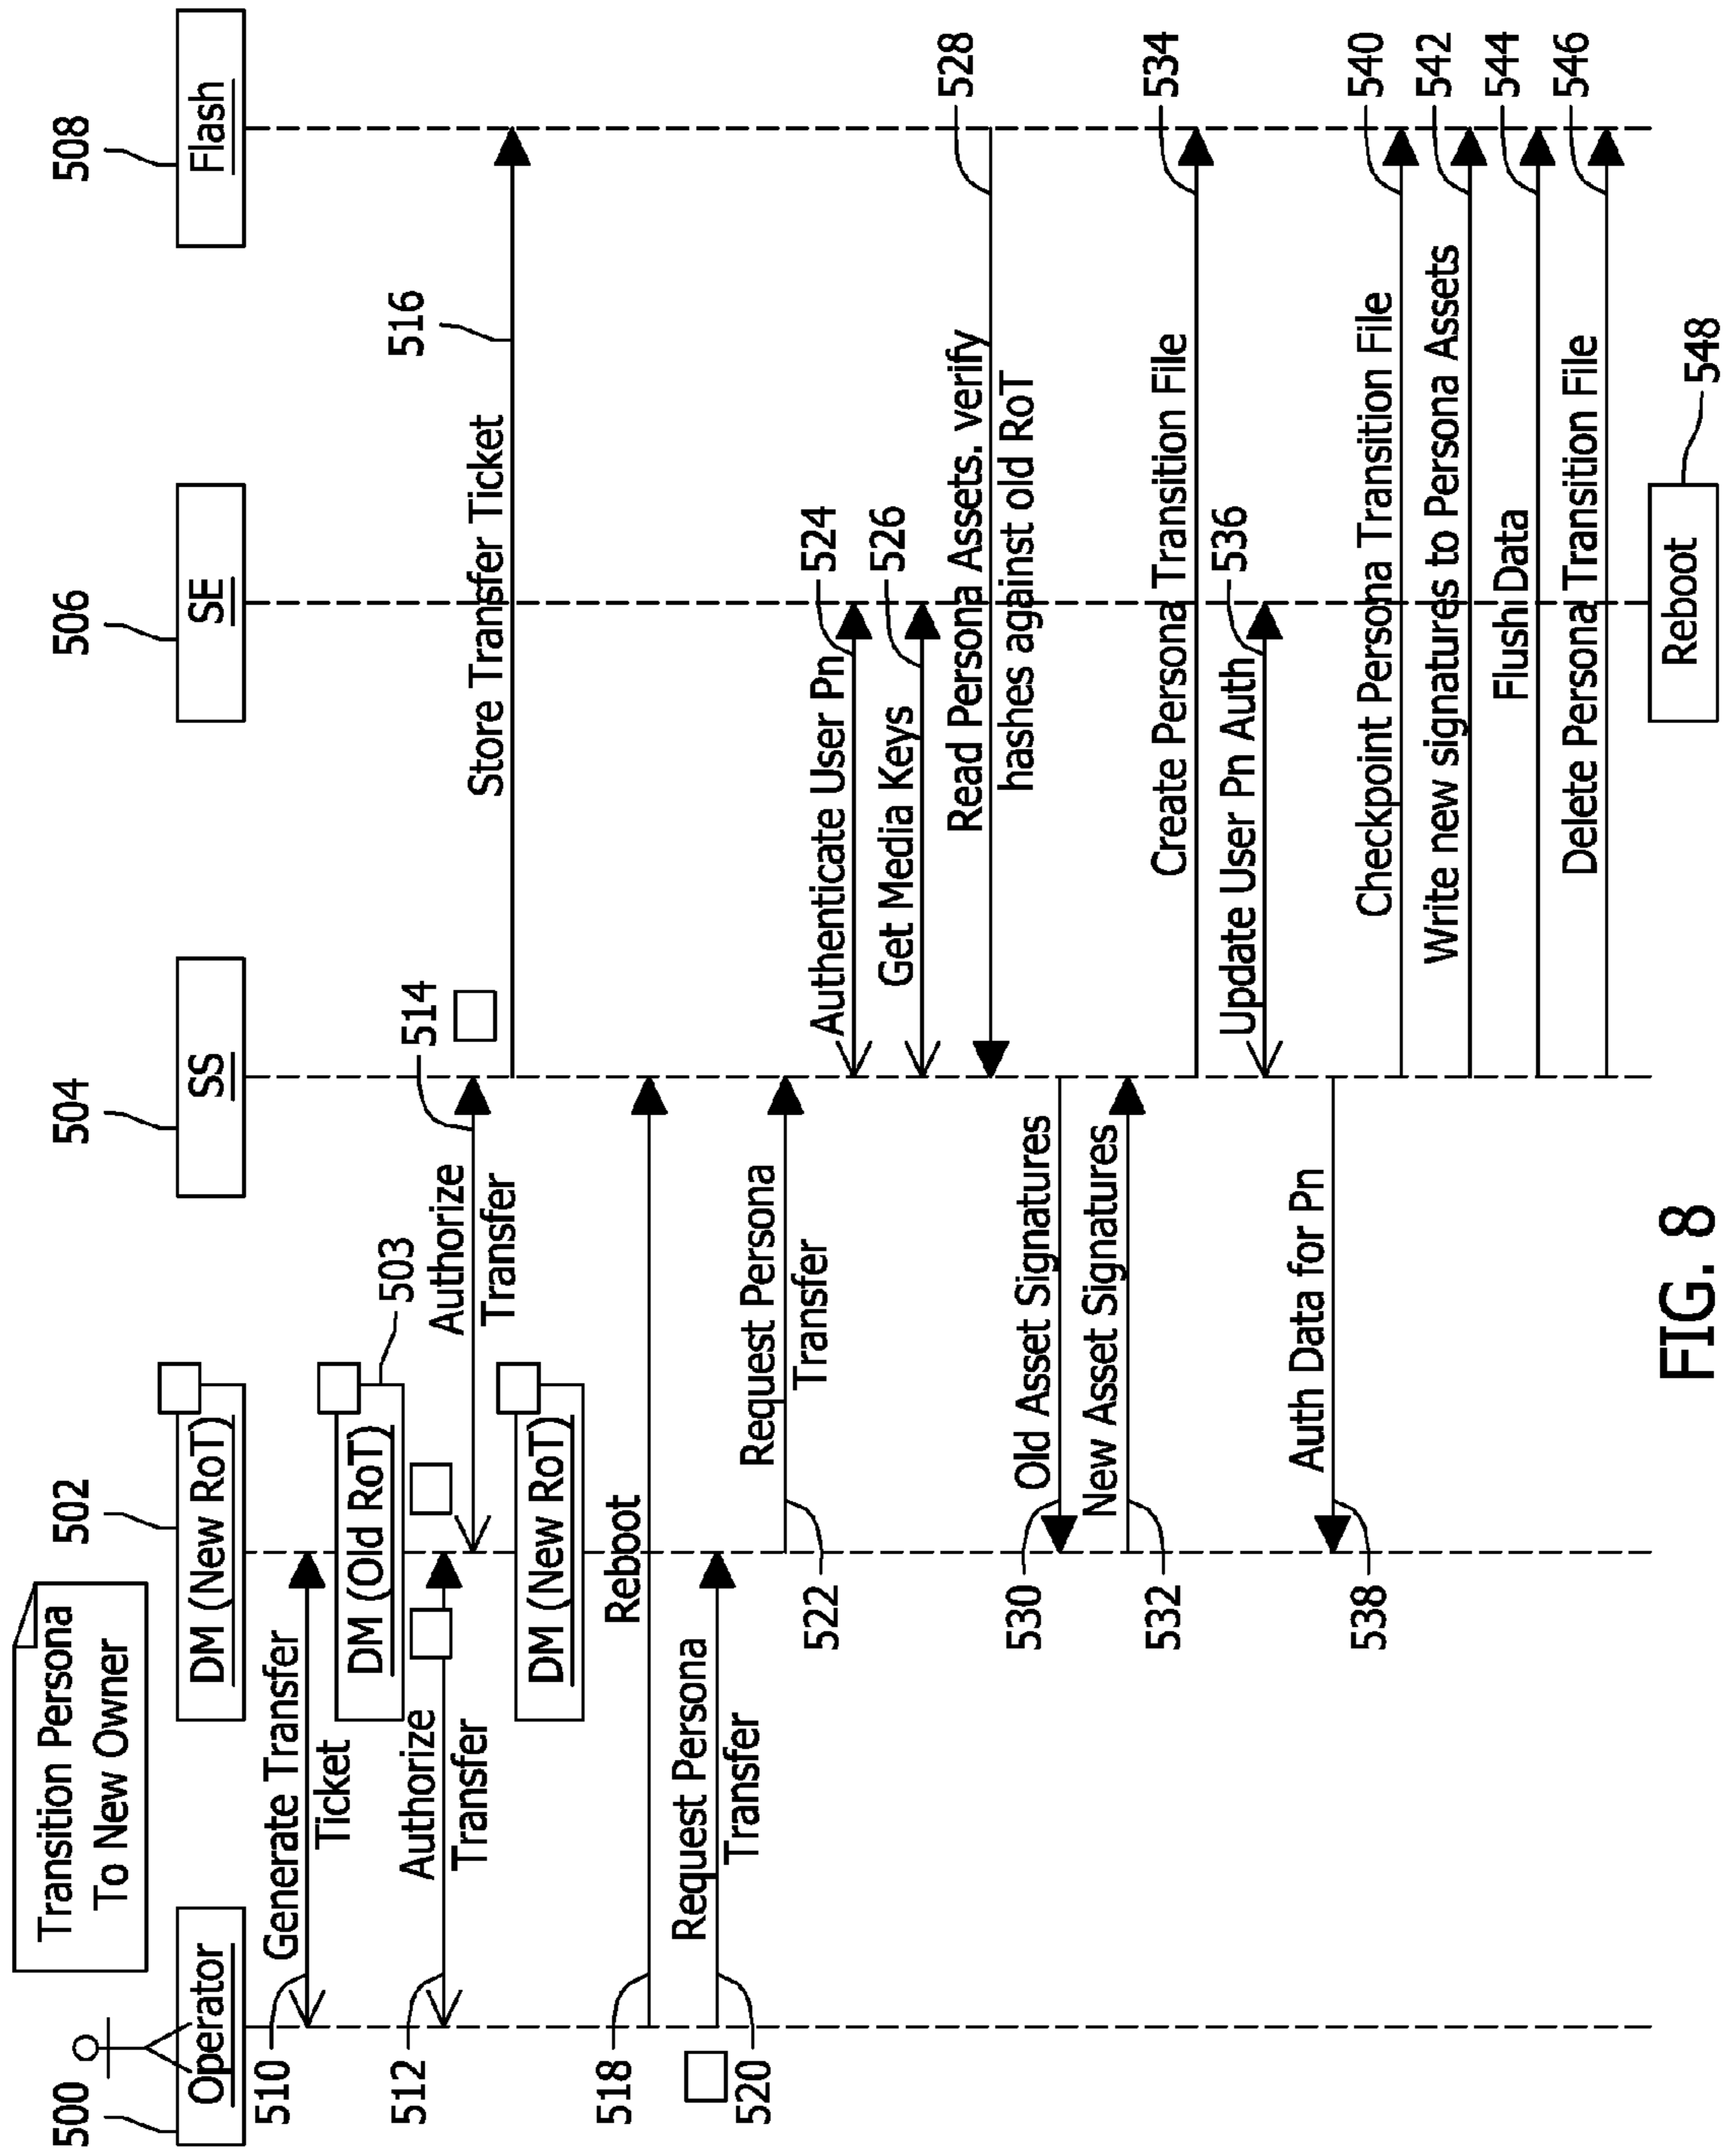 Transition Persona
To New Owner
500
502
504
506
508
Operator
DM (New RoT)
SS
SE
Flash
510
Generate Transfer
Ticket
DM (Old RoT)
503
512
Authorize
Transfer
Authorize
Transfer
514
Store Transfer Ticket
516
DM (New RoT)
518
Reboot
520
Request Persona
Transfer
522
Request Persona
Transfer
Authenticate User Pn
524
Get Media Keys
526
Read Persona Assets. verify
hashes against old RoT
528
530
Old Asset Signatures
532
New Asset Signatures
Create Persona Transition File
534
Update User Pn Auth
536
538
Auth Data for Pn
Checkpoint Persona Transition File
540
Write new signatures to Persona Assets
542
Flush Data
544
Delete Persona Transition File
546
Reboot
548
FIG. 8